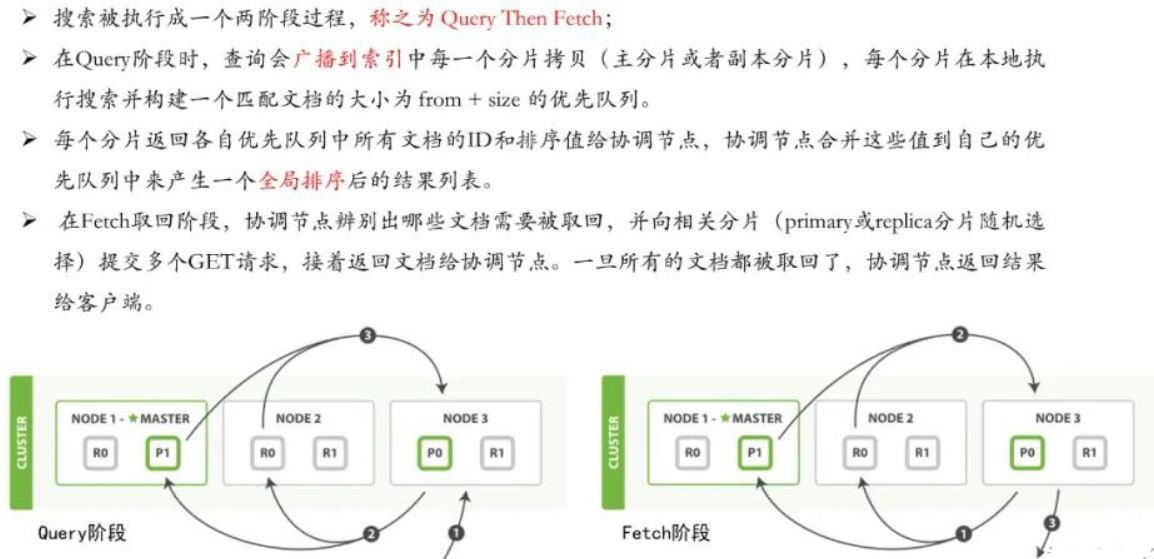 ➤ 搜索被执行成一个两阶段过程，称之为 Query Then Fetch；
➤ 在Query阶段时，查询会广播到索引中每一个分片拷贝（主分片或者副本分片），每个分片在本地执
行搜索并构建一个匹配文档的大小为 from + size 的优先队列。
➤ 每个分片返回各自优先队列中所有文档的ID和排序值给协调节点，协调节点合并这些值到自己的优
先队列中来产生一个全局排序后的结果列表。
➤ 在Fetch取回阶段，协调节点辨别出哪些文档需要被取回，并向相关分片（primary或replica分片随机选
择）提交多个GET请求，接着返回文档给协调节点。一旦所有的文档都被取回了，协调节点返回结果
给客户端。
3
CLUSTER
NODE 1 - ★ MASTER
NODE 2
NODE 3
R0 P1
R0 R1
P0 R1
2
1
Query阶段
2
CLUSTER
NODE 1 - ★ MASTER
NODE 2
NODE 3
R0 P1
R0 R1
P0 R1
1
3
Fetch阶段